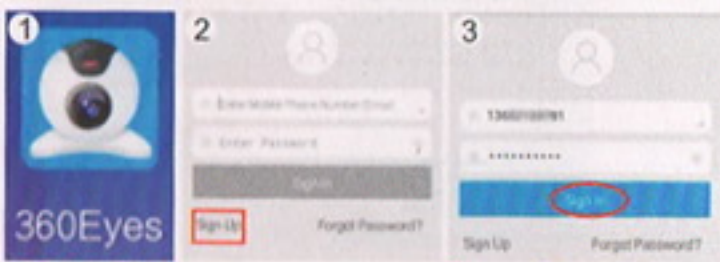 1
360Eyes
2
Enter Mobile Phone Number/Email
Enter Password
Sign In
Sign Up Forgot Password?
3
**********
Sign In
Sign Up Forgot Password?